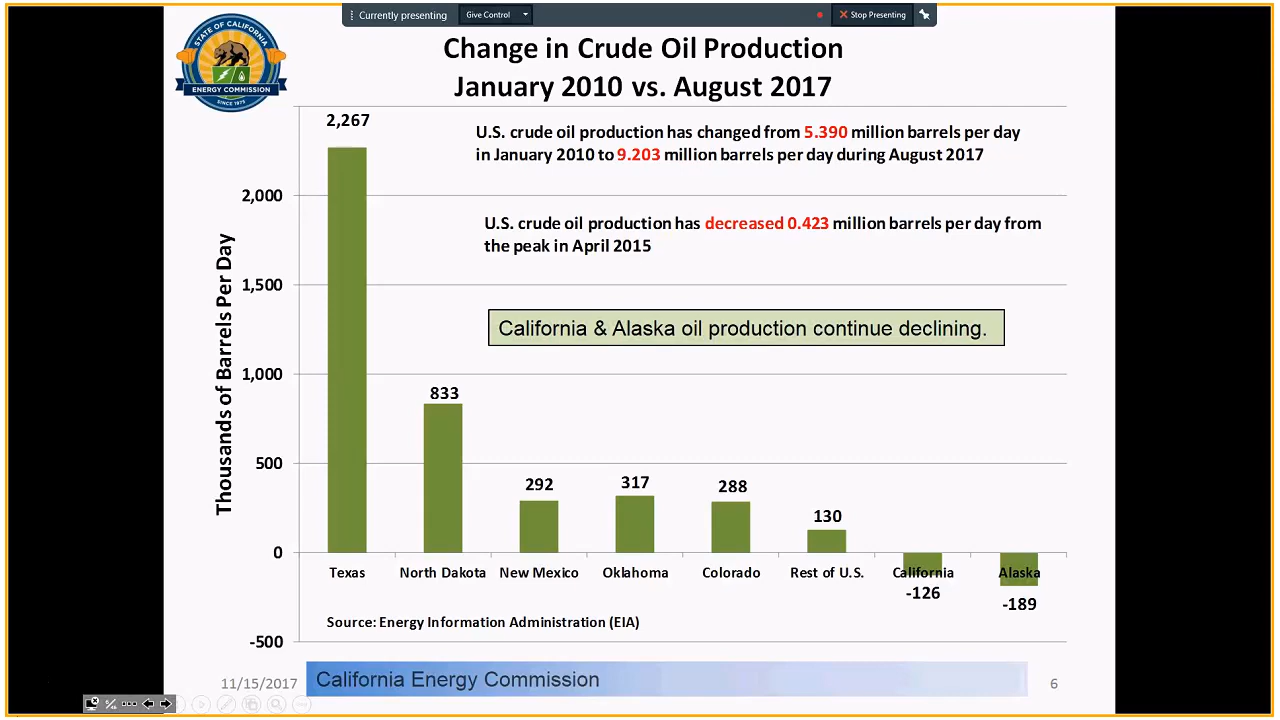 Currently presenting
Give Control
Stop Presenting
STATE OF CALIFORNIA
ENERGY COMMISSION
SINCE 1975
Change in Crude Oil Production
January 2010 vs. August 2017
U.S. crude oil production has changed from 5.390 million barrels per day
in January 2010 to 9.203 million barrels per day during August 2017
U.S. crude oil production has decreased 0.423 million barrels per day from
the peak in April 2015
California & Alaska oil production continue declining.
Thousands of Barrels Per Day
2,000
1,500
1,000
500
0
-500
2,267
833
292
317
288
130
Texas
North Dakota
New Mexico
Oklahoma
Colorado
Rest of U.S.
California
Alaska
-126
-189
Source: Energy Information Administration (EIA)
11/15/2017
California Energy Commission
6